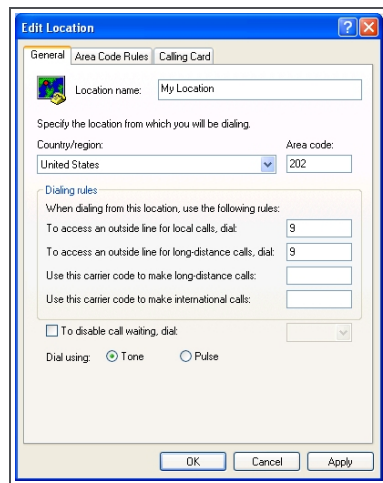 Edit Location
General Area Code Rules Calling Card
Location name: My Location
Specify the location from which you will be dialing.
Country/region: Area code:
United States 202
Dialing rules
When dialing from this location, use the following rules:
To access an outside line for local calls, dial: 9
To access an outside line for long-distance calls, dial: 9
Use this carrier code to make long-distance calls:
Use this carrier code to make international calls:
To disable call waiting, dial:
Dial using: Tone Pulse
OK Cancel Apply